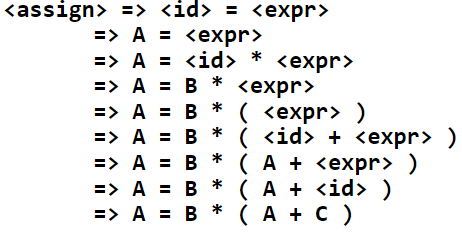 <assign> => <id> = <expr>
=> A = <expr>
=> A = <id> * <expr>
=> A = B * <expr>
=> A = B * ( <expr> )
=> A = B * ( <id> + <expr> )
=> A = B * ( A + <expr> )
=> A = B * ( A + <id> )
=> A = B * ( A + C )